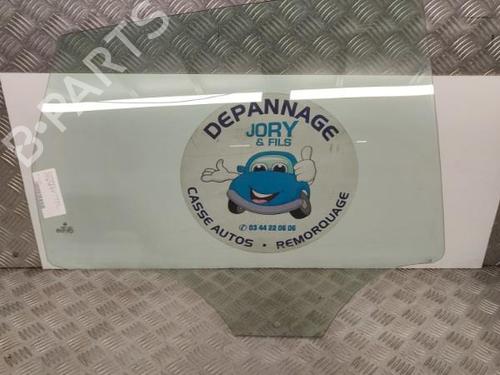 B-PARTS
DEPANNAGE
JORY
& FILS
03 44 22 06 06
CASSE AUTOS • REMORQUAGE